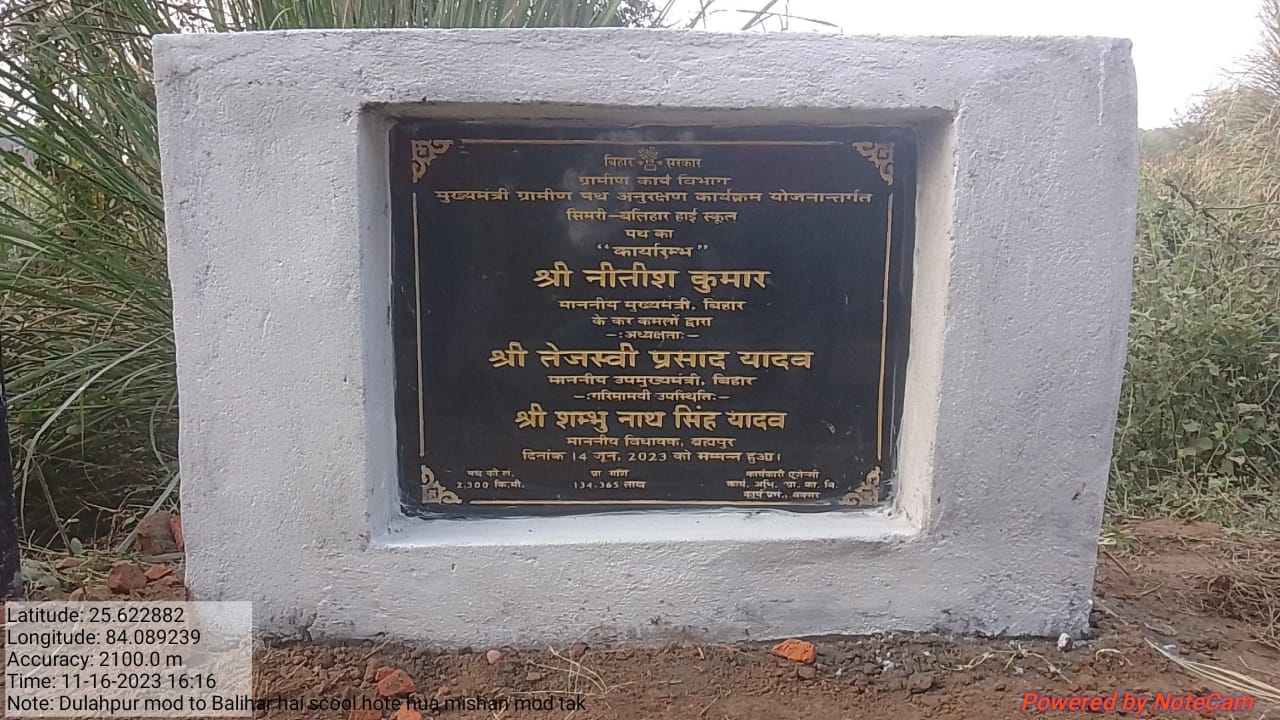 बिहार सरकार
ग्रामीण कार्य विभाग
मुख्यमंत्री ग्रामीण पथ अनुरक्षण कार्यक्रम योजनान्तर्गत
सिमरी–बलिहार हाई स्कूल
पथ का
“कार्यारम्भ”
श्री नीतीश कुमार
माननीय मुख्यमंत्री, बिहार
के कर कमलों द्वारा
–:अध्यक्षता:–
श्री तेजस्वी प्रसाद यादव
माननीय उपमुख्यमंत्री, बिहार
–:गरिमामयी उपस्थिति:–
श्री शम्भु नाथ सिंह यादव
माननीय विधायक, ब्रह्मपुर
दिनांक 14 जून, 2023 को सम्पन्न हुआ।
पथ की ल. प्रा. राशि कार्यकारी एजेन्सी
2.300 कि.मी. 134.365 लाख कार्य. अभि. ग्रा. का. वि.
बक्सर
Latitude: 25.622882
Longitude: 84.089239
Accuracy: 2100.0 m
Time: 11-16-2023 16:16
Note: Dulahpur mod to Balihar hai scool hote hua mishan mod tak
Powered by NoteCam